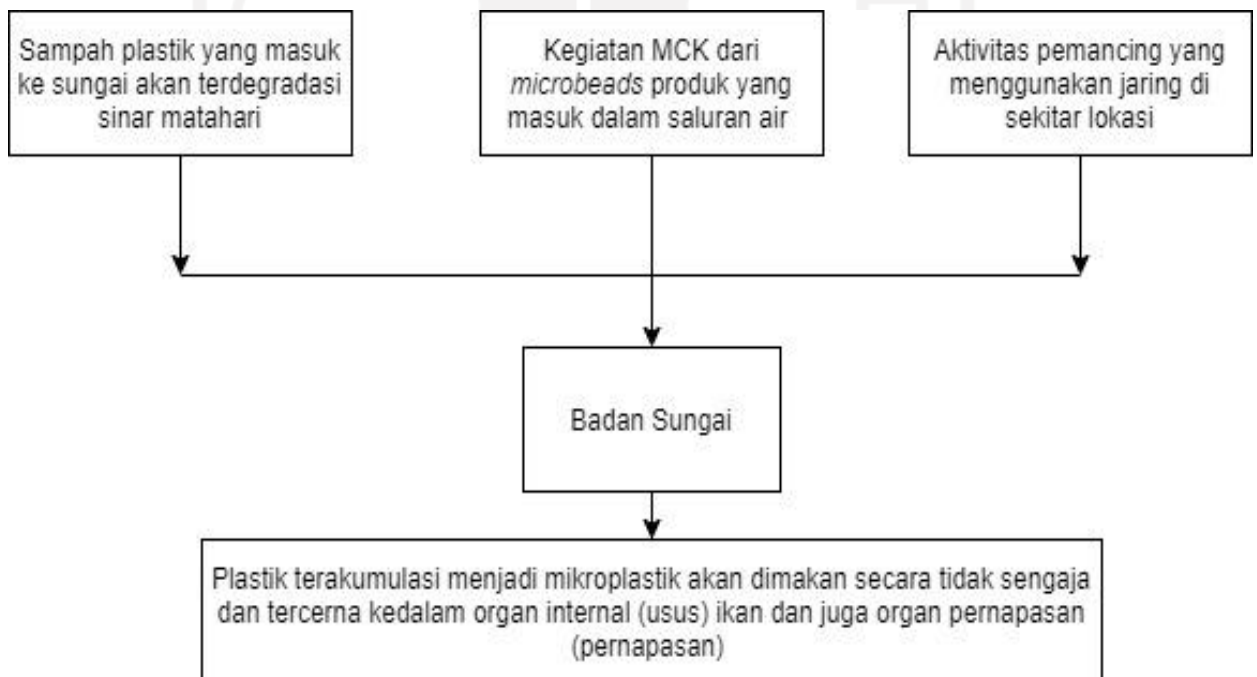 Sampah plastik yang masuk
ke sungai akan terdegradasi
sinar matahari
Kegiatan MCK dari
microbeads produk yang
masuk dalam saluran air
Aktivitas pemancing yang
menggunakan jaring di
sekitar lokasi
Badan Sungai
Plastik terakumulasi menjadi mikroplastik akan dimakan secara tidak sengaja
dan tercerna kedalam organ internal (usus) ikan dan juga organ pernapasan
(pernapasan)